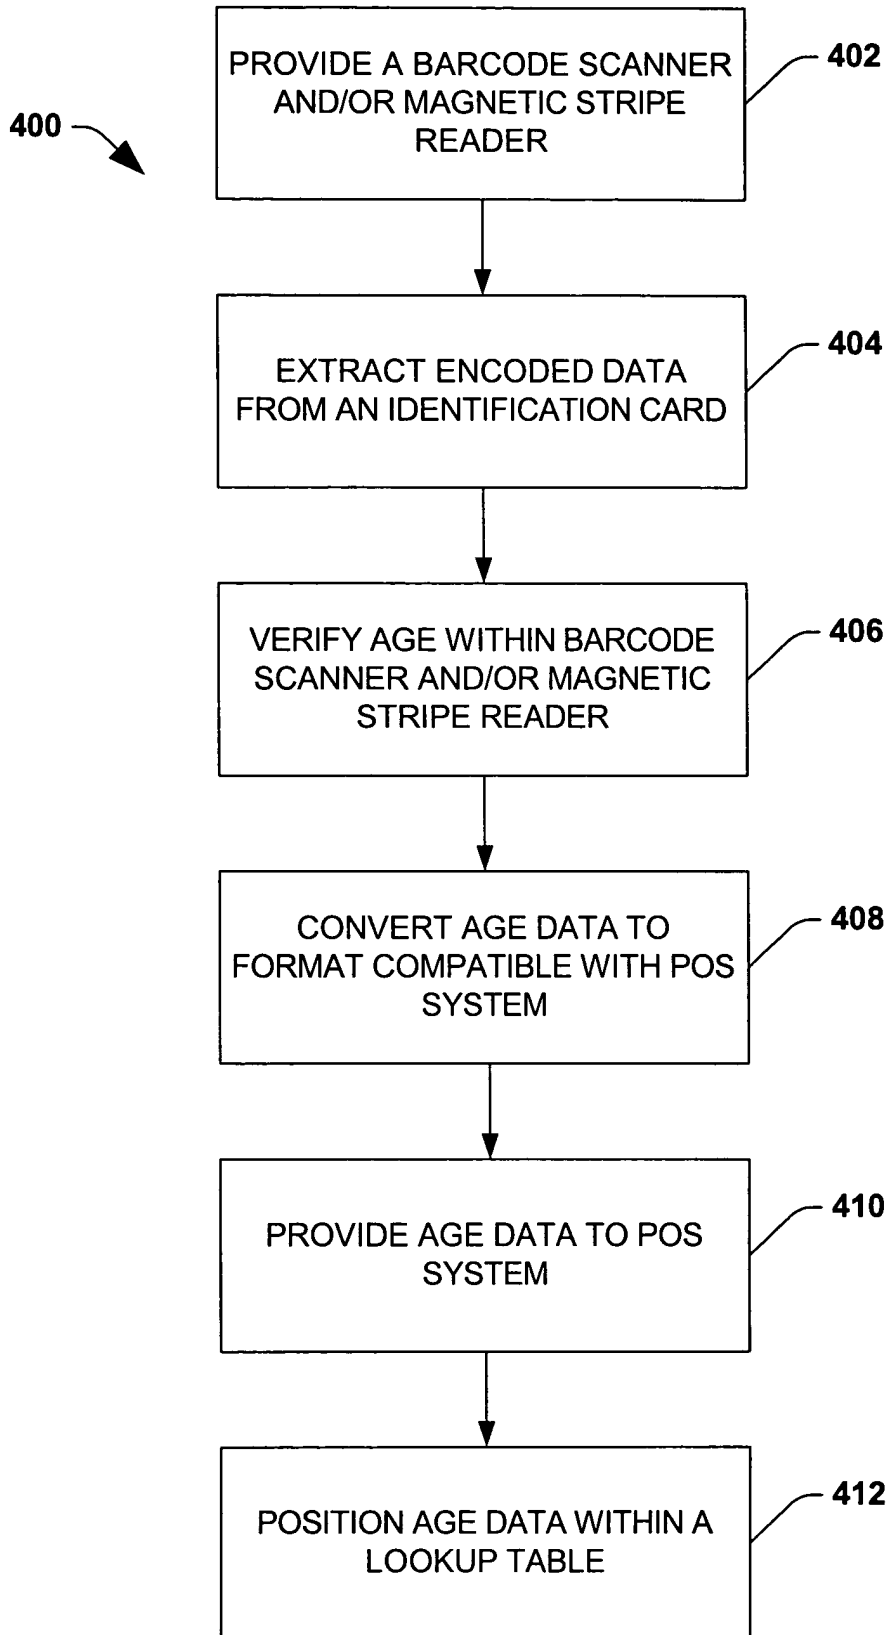 400
PROVIDE A BARCODE SCANNER
AND/OR MAGNETIC STRIPE
READER
402
EXTRACT ENCODED DATA
FROM AN IDENTIFICATION CARD
404
VERIFY AGE WITHIN BARCODE
SCANNER AND/OR MAGNETIC
STRIPE READER
406
CONVERT AGE DATA TO
FORMAT COMPATIBLE WITH POS
SYSTEM
408
PROVIDE AGE DATA TO POS
SYSTEM
410
POSITION AGE DATA WITHIN A
LOOKUP TABLE
412